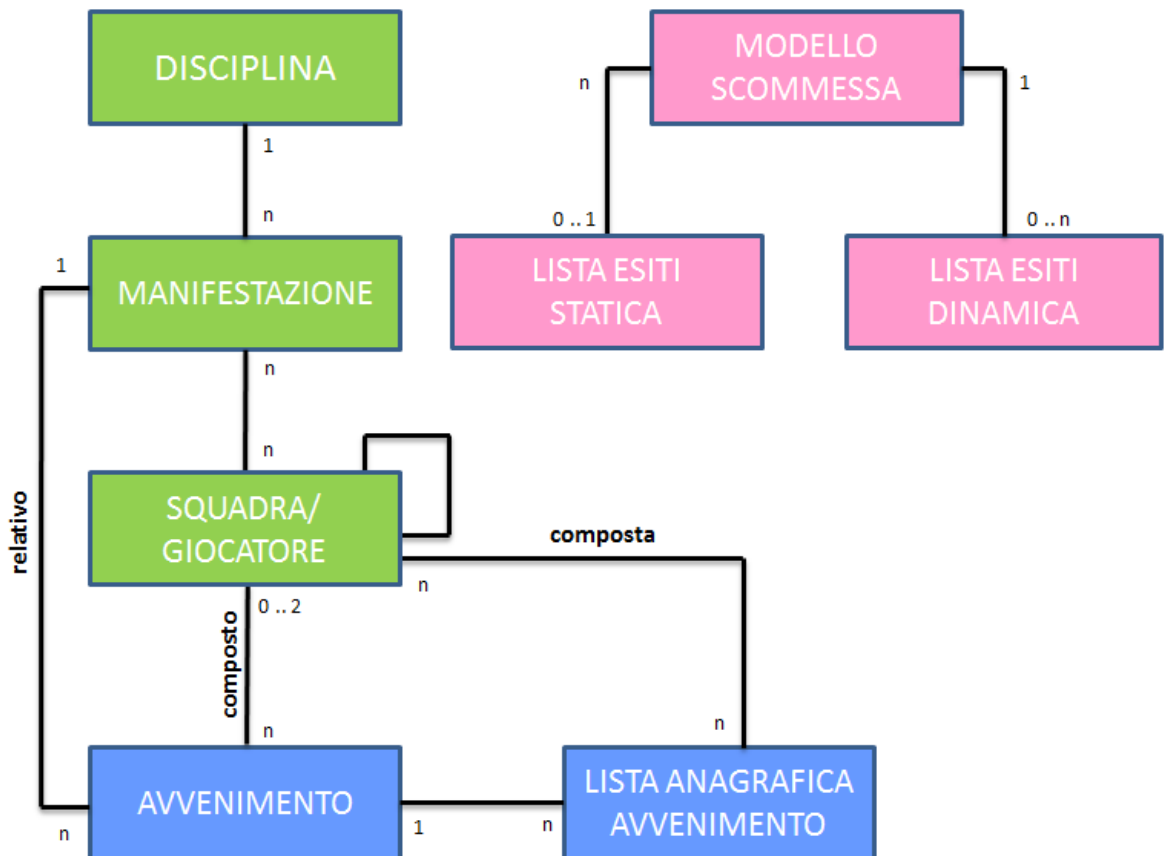 DISCIPLINA
MODELLO
SCOMMESSA
n
1
1
n
0 .. 1
0 .. n
1
MANIFESTAZIONE
LISTA ESITI
STATICA
LISTA ESITI
DINAMICA
n
n
relativo
SQUADRA/
GIOCATORE
composta
n
0 .. 2
composto
n
n
AVVENIMENTO
LISTA ANAGRAFICA
AVVENIMENTO
n
1
n